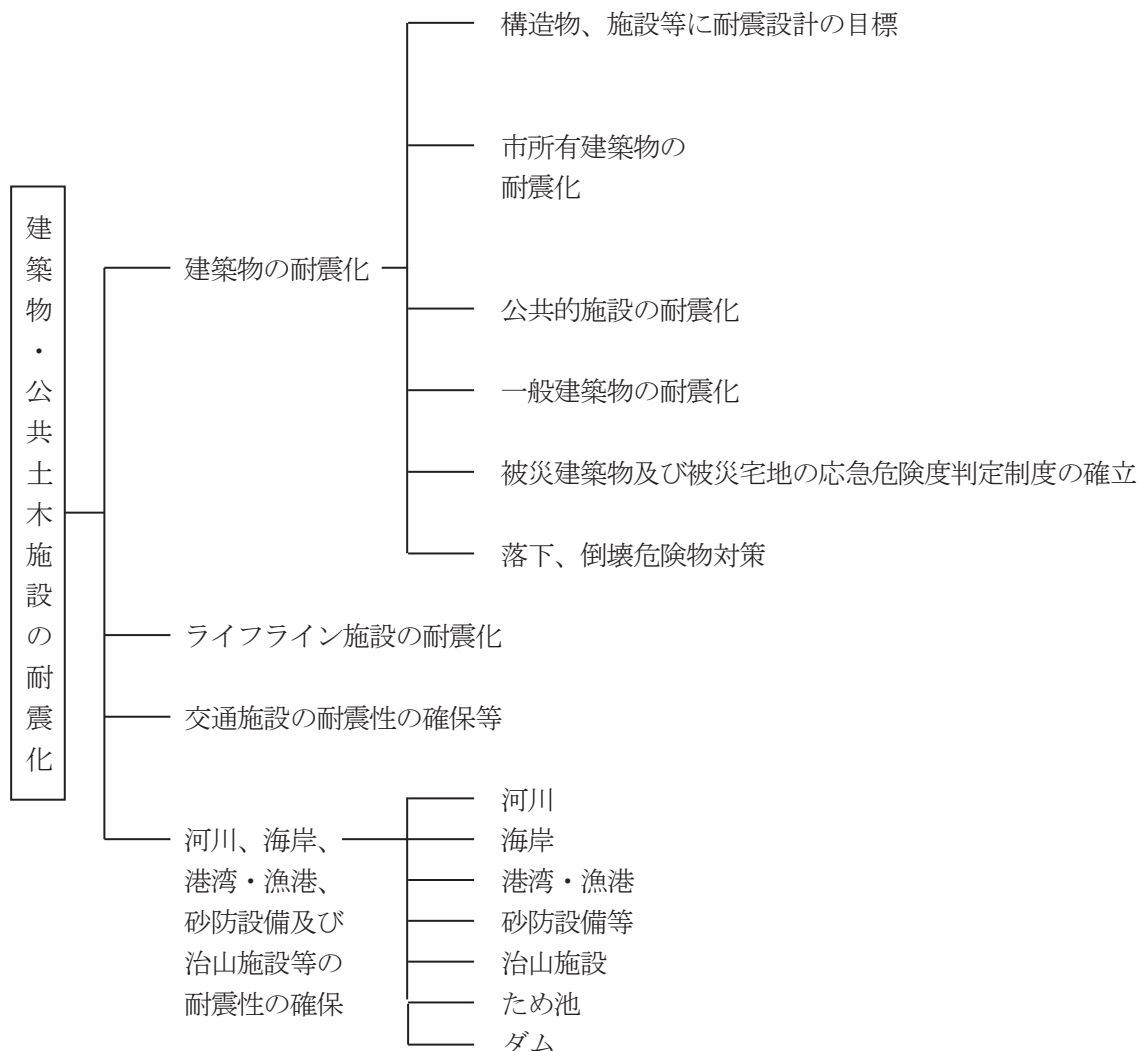 建築物・公共土木施設の耐震化
建築物の耐震化
構造物、施設等に耐震設計の目標
市所有建築物の
耐震化
公共的施設の耐震化
一般建築物の耐震化
被災建築物及び被災宅地の応急危険度判定制度の確立
落下、倒壊危険物対策
ライフライン施設の耐震化
交通施設の耐震性の確保等
河川、海岸、
港湾・漁港、
砂防設備及び
治山施設等の
耐震性の確保
河川
海岸
港湾・漁港
砂防設備等
治山施設
ため池
ダム